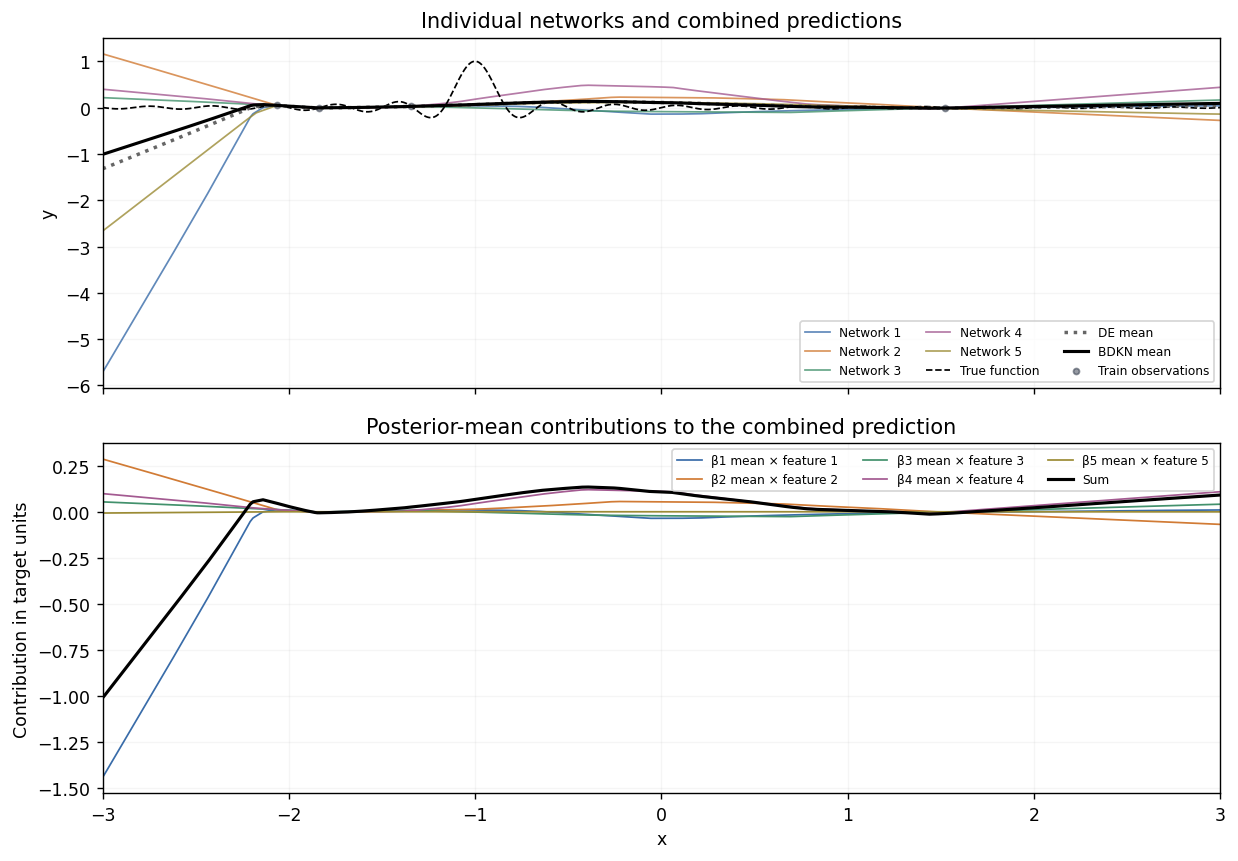 Individual networks and combined predictions
1
0
−1
−2
−3
−4
−5
−6
y
Network 1
Network 2
Network 3
Network 4
Network 5
True function
DE mean
BDKN mean
Train observations
Posterior-mean contributions to the combined prediction
0.25
0.00
−0.25
−0.50
−0.75
−1.00
−1.25
−1.50
Contribution in target units
β1 mean × feature 1
β2 mean × feature 2
β3 mean × feature 3
β4 mean × feature 4
β5 mean × feature 5
Sum
−3
−2
−1
0
1
2
3
x